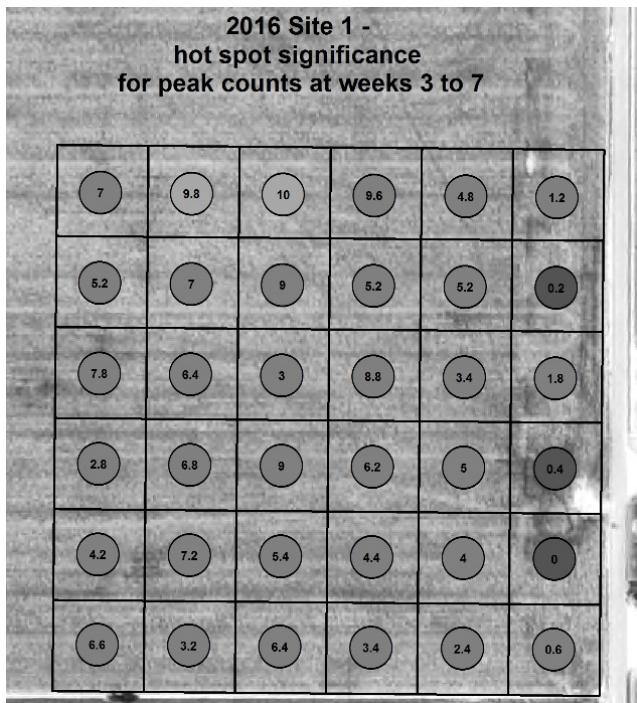 2016 Site 1 -
hot spot significance
for peak counts at weeks 3 to 7
7 9.8 10 9.6 4.8 1.2
5.2 7 9 5.2 5.2 0.2
7.8 6.4 3 8.8 3.4 1.8
2.8 6.8 9 6.2 5 0.4
4.2 7.2 5.4 4.4 4 0
6.6 3.2 6.4 3.4 2.4 0.6